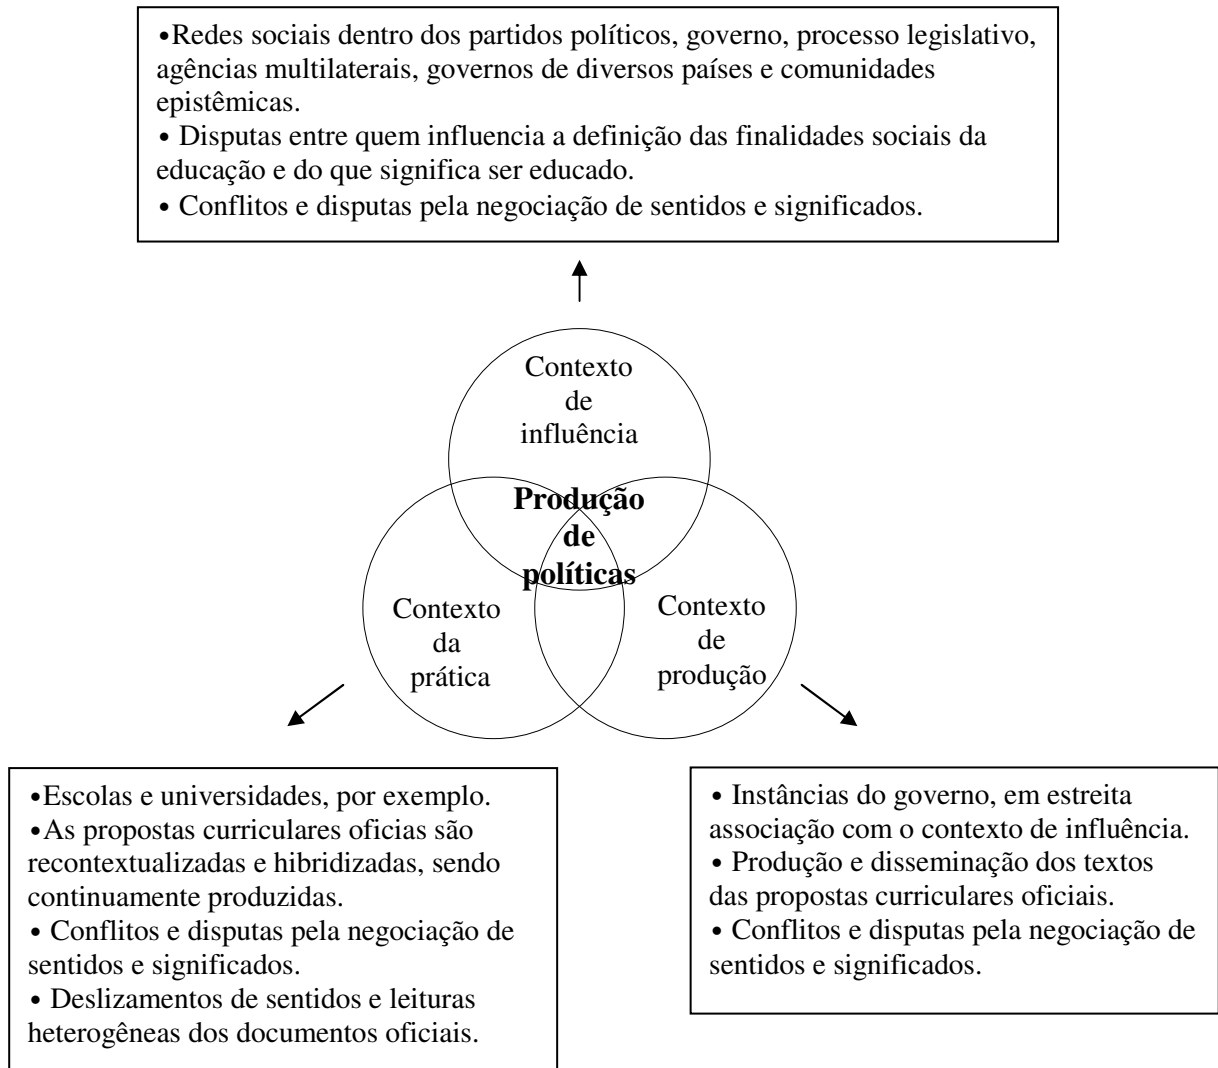 •Redes sociais dentro dos partidos políticos, governo, processo legislativo,
agências multilaterais, governos de diversos países e comunidades
epistêmicas.
• Disputas entre quem influencia a definição das finalidades sociais da
educação e do que significa ser educado.
• Conflitos e disputas pela negociação de sentidos e significados.
Contexto
de
influência
Produção
de
políticas
Contexto
da
prática
Contexto
de
produção
•Escolas e universidades, por exemplo.
•As propostas curriculares oficias são
recontextualizadas e hibridizadas, sendo
continuamente produzidas.
• Conflitos e disputas pela negociação de
sentidos e significados.
• Deslizamentos de sentidos e leituras
heterogêneas dos documentos oficiais.
• Instâncias do governo, em estreita
associação com o contexto de influência.
• Produção e disseminação dos textos
das propostas curriculares oficiais.
• Conflitos e disputas pela negociação de
sentidos e significados.